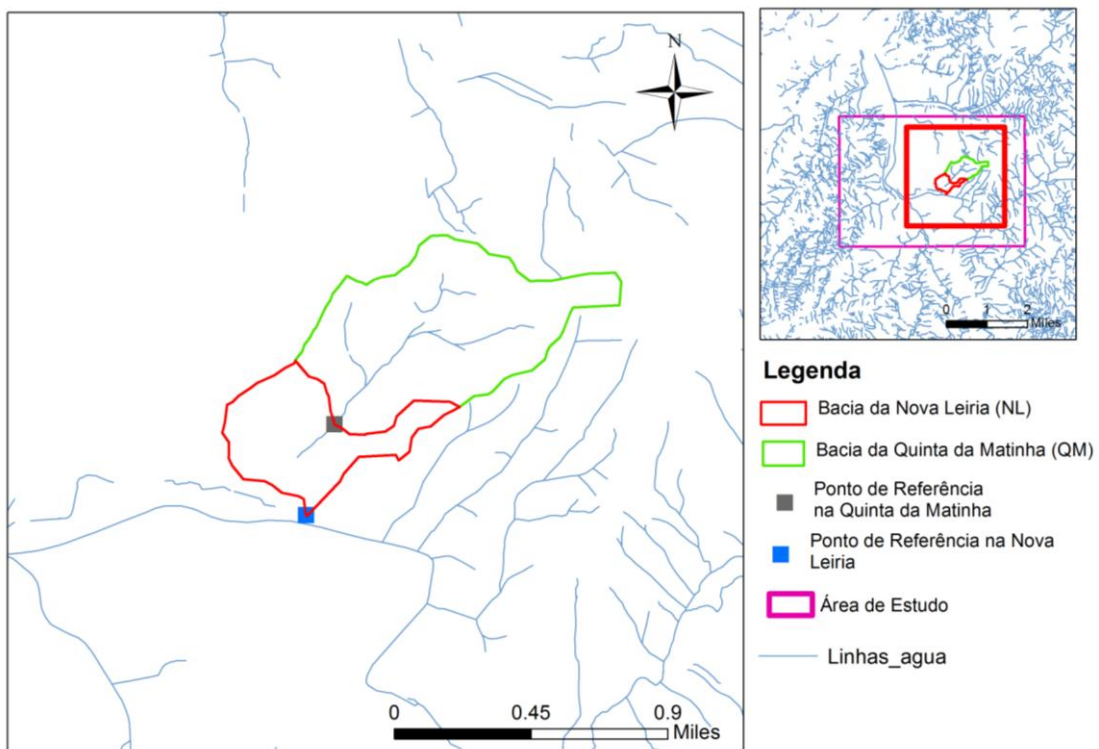 N
0 0.45 0.9
Miles
0 1 2
Miles
Legenda
Bacia da Nova Leiria (NL)
Bacia da Quinta da Matinha (QM)
Ponto de Referência
na Quinta da Matinha
Ponto de Referência na Nova
Leiria
Área de Estudo
Linhas_agua